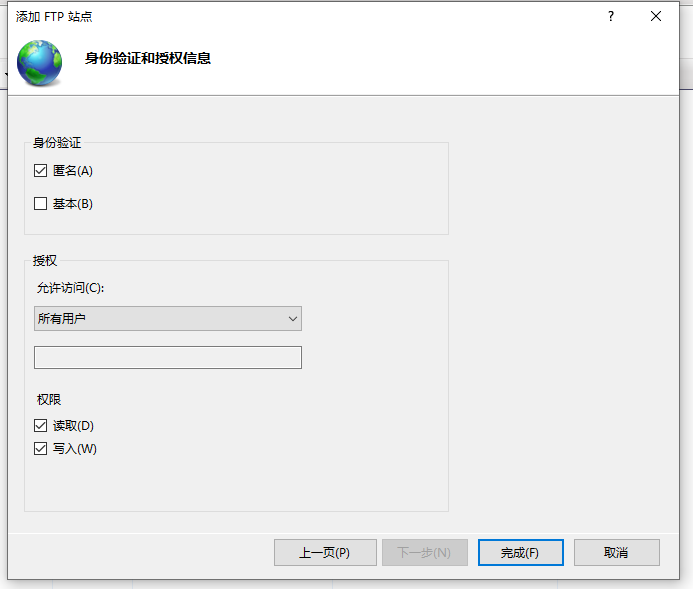 添加 FTP 站点
?
身份验证和授权信息
身份验证
匿名(A)
基本(B)
授权
允许访问(C):
所有用户
权限
读取(D)
写入(W)
上一页(P) 下一步(N) 完成(F) 取消